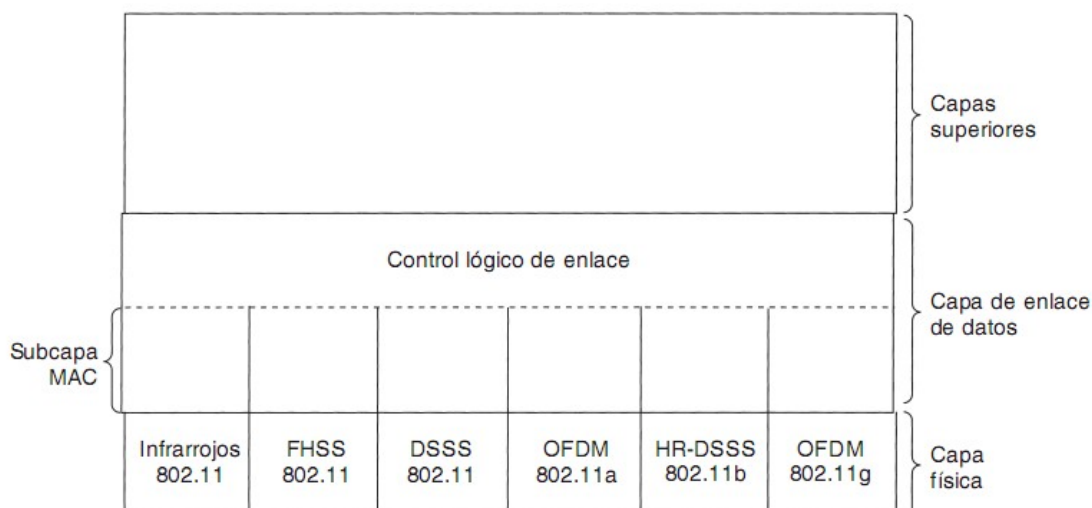 Capas
superiores
Control lógico de enlace
Capa de enlace
de datos
Subcapa
MAC
Infrarrojos
802.11
FHSS
802.11
DSSS
802.11
OFDM
802.11a
HR-DSSS
802.11b
OFDM
802.11g
Capa
física